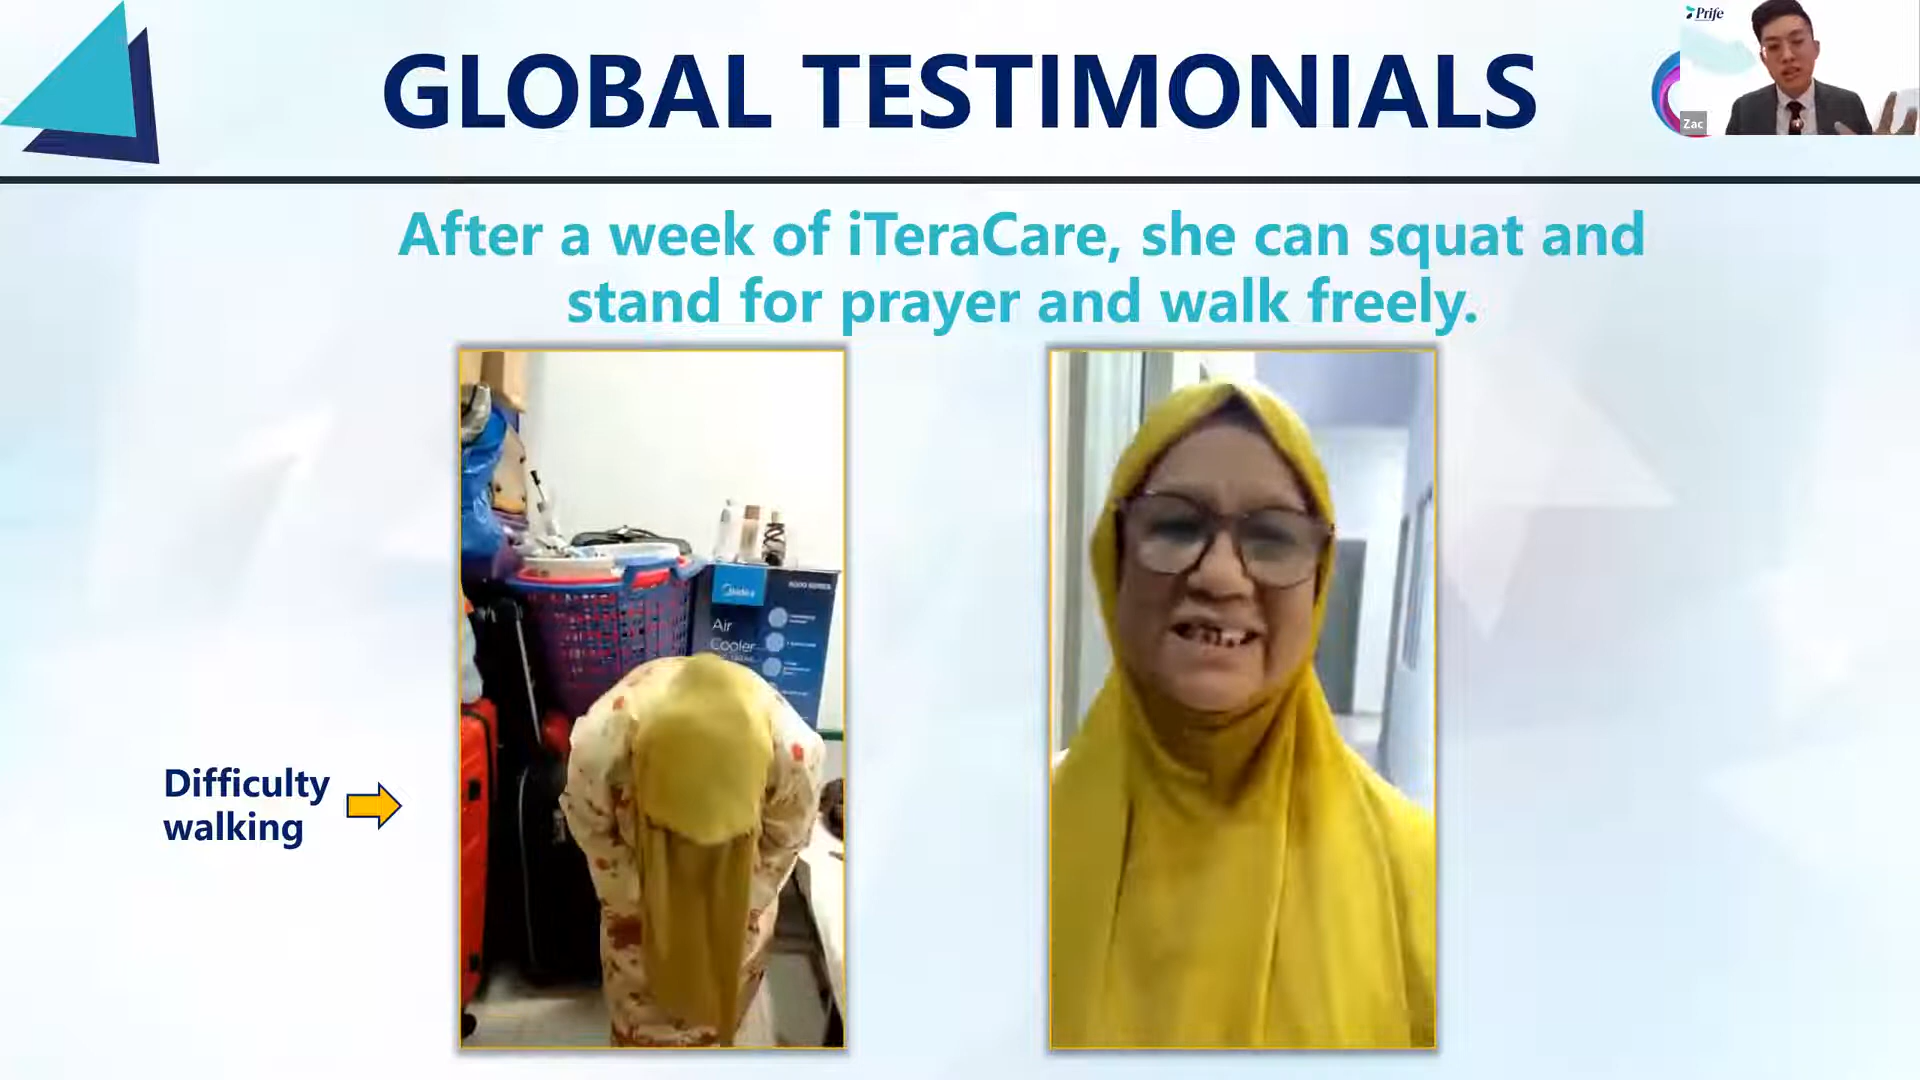 GLOBAL TESTIMONIALS
Prife
Zac
After a week of iTeraCare, she can squat and
stand for prayer and walk freely.
Difficulty
walking
Midea
Air
Cooler